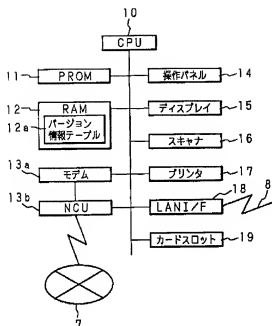 10
CPU
11
PROM
操作パネル
14
12
RAM
12a
バージョン
情報テーブル
ディスプレイ
15
スキャナ
16
13a
モデム
プリンタ
17
13b
NCU
LANI/F
18
8
カードスロット
19
7